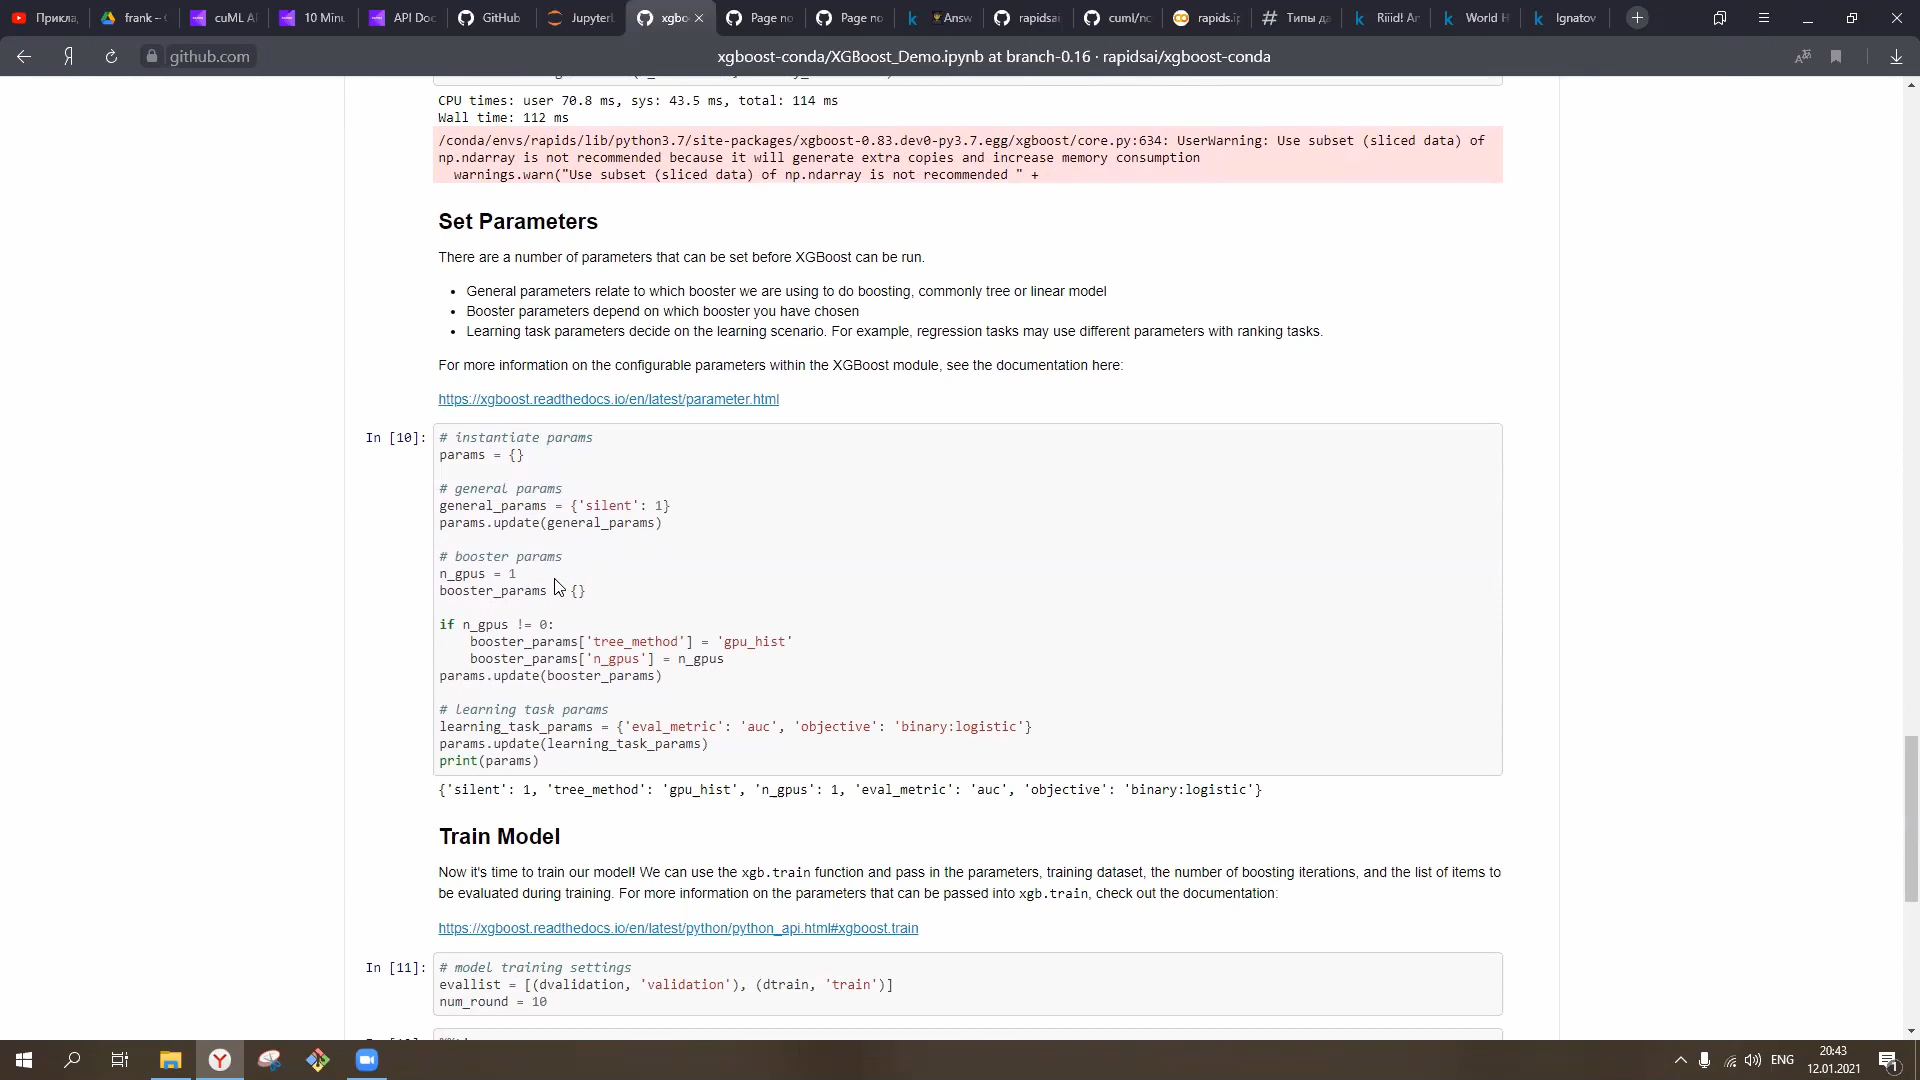 Прикла
frank –
cuML A
10 Minu
API Doc
GitHub
Jupyter
xgbo
Page no
Page no
Answ
rapidsai
cuml/nc
rapids.ip
Типы да
Riiid! An
World H
Ignatov
github.com
xgboost-conda/XGBoost_Demo.ipynb at branch-0.16 · rapidsai/xgboost-conda
CPU times: user 70.8 ms, sys: 43.5 ms, total: 114 ms
Wall time: 112 ms
/conda/envs/rapids/lib/python3.7/site-packages/xgboost-0.83.dev0-py3.7.egg/xgboost/core.py:634: UserWarning: Use subset (sliced data) of
np.ndarray is not recommended because it will generate extra copies and increase memory consumption
warnings.warn("Use subset (sliced data) of np.ndarray is not recommended " +
Set Parameters
There are a number of parameters that can be set before XGBoost can be run.
• General parameters relate to which booster we are using to do boosting, commonly tree or linear model
• Booster parameters depend on which booster you have chosen
• Learning task parameters decide on the learning scenario. For example, regression tasks may use different parameters with ranking tasks.
For more information on the configurable parameters within the XGBoost module, see the documentation here:
https://xgboost.readthedocs.io/en/latest/parameter.html
In [10]:
# instantiate params
params = {}
# general params
general_params = {'silent': 1}
params.update(general_params)
# booster params
n_gpus = 1
booster_params {}
if n_gpus != 0:
booster_params['tree_method'] = 'gpu_hist'
booster_params['n_gpus'] = n_gpus
params.update(booster_params)
# learning task params
learning_task_params = {'eval_metric': 'auc', 'objective': 'binary:logistic'}
params.update(learning_task_params)
print(params)
{'silent': 1, 'tree_method': 'gpu_hist', 'n_gpus': 1, 'eval_metric': 'auc', 'objective': 'binary:logistic'}
Train Model
Now it's time to train our model! We can use the xgb.train function and pass in the parameters, training dataset, the number of boosting iterations, and the list of items to
be evaluated during training. For more information on the parameters that can be passed into xgb.train, check out the documentation:
https://xgboost.readthedocs.io/en/latest/python/python_api.html#xgboost.train
In [11]:
# model training settings
evallist = [(dvalidation, 'validation'), (dtrain, 'train')]
num_round = 10
ENG
20:43
12.01.2021